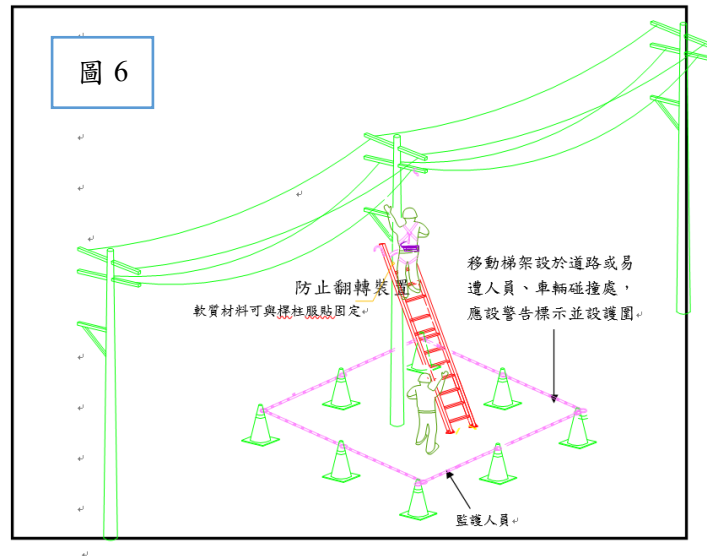 圖 6
移動梯架設於道路或易
遭人員、車輛碰撞處，
應設警告標示並設護圍
防止翻轉裝置
軟質材料可與桿柱服貼固定
監護人員